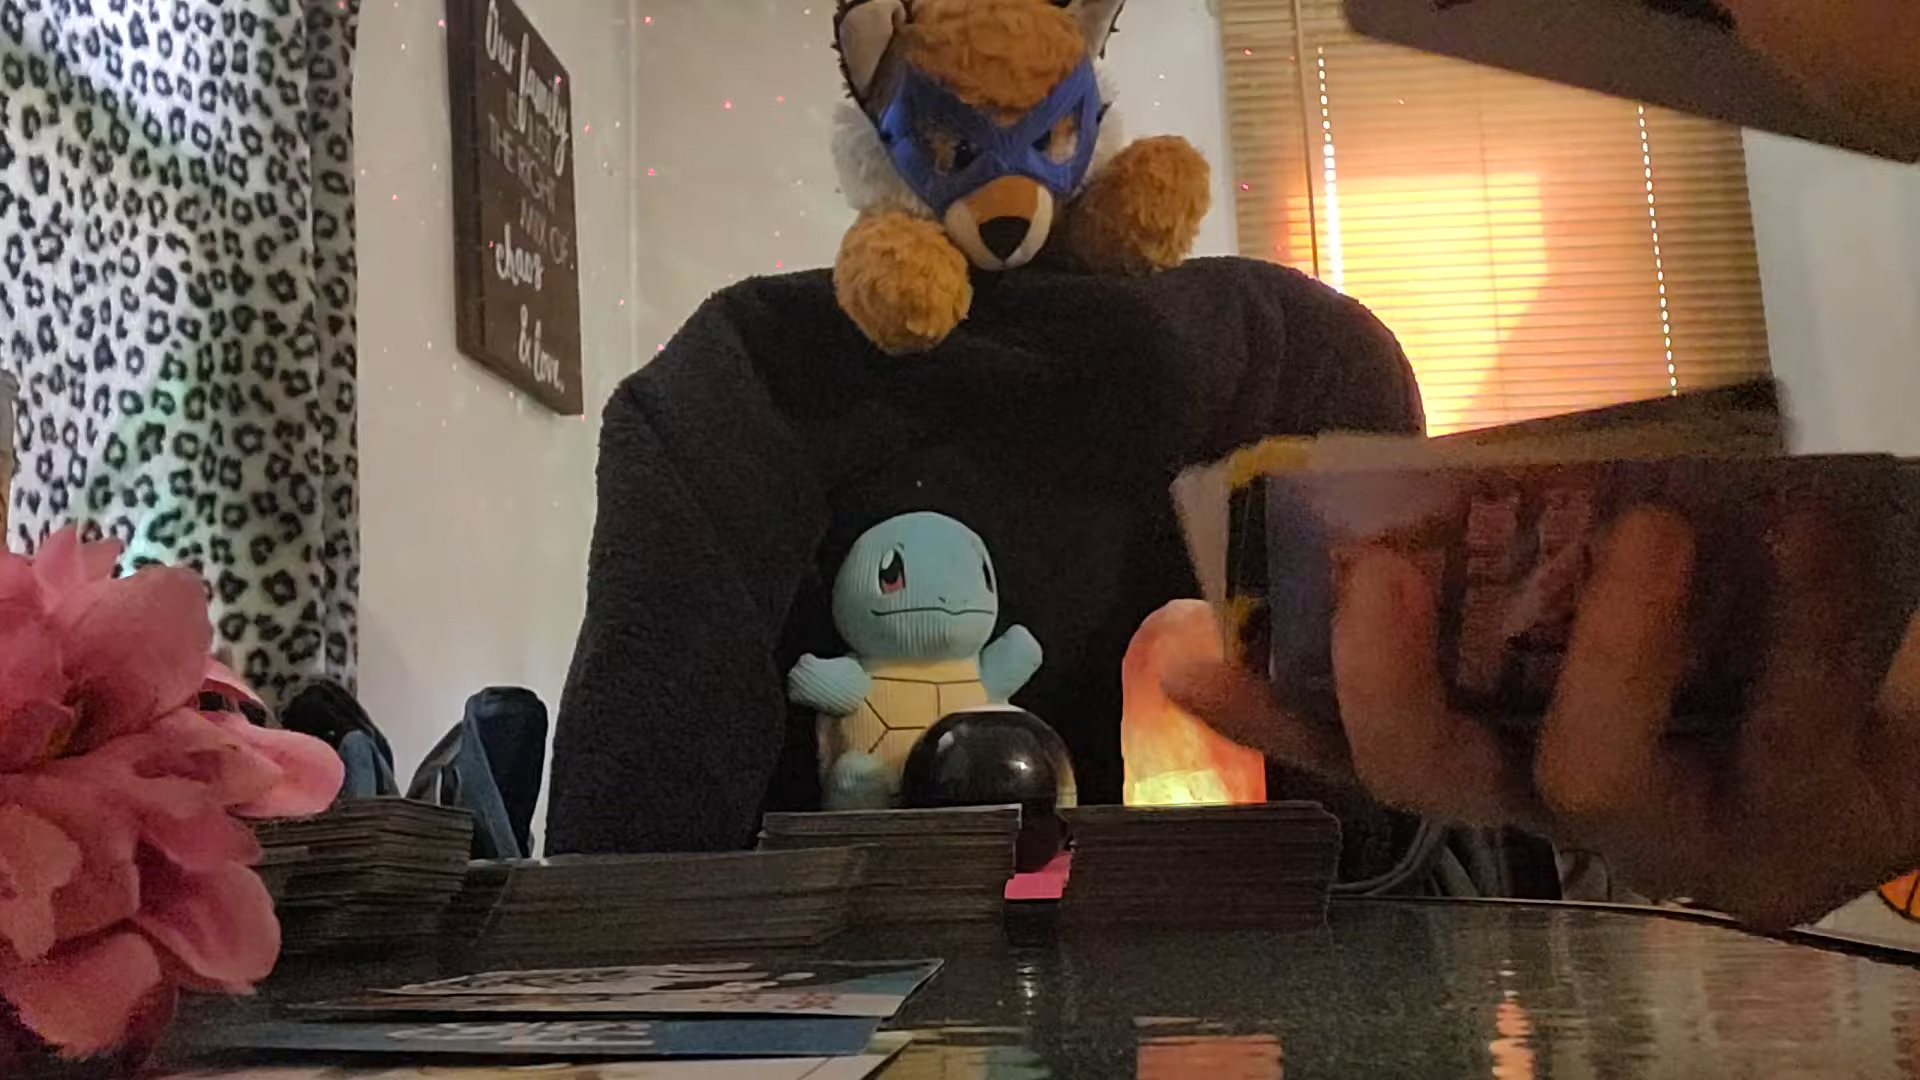 Our family
IS JUST
THE RIGHT
MIX OF
chaos
& love.